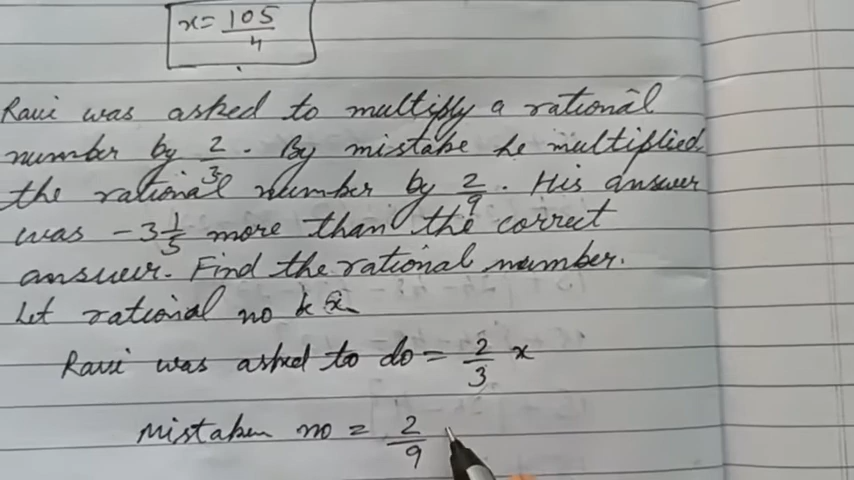 x = 105/4
Ravi was asked to multiply a rational
number by 2/3. By mistake he multiplied
the rational number by 2/9. His answer
was -3 1/5 more than the correct
answer. Find the rational number.
Let rational no x
Ravi was asked to do = 2/3 x
Mistaken no = 2/9